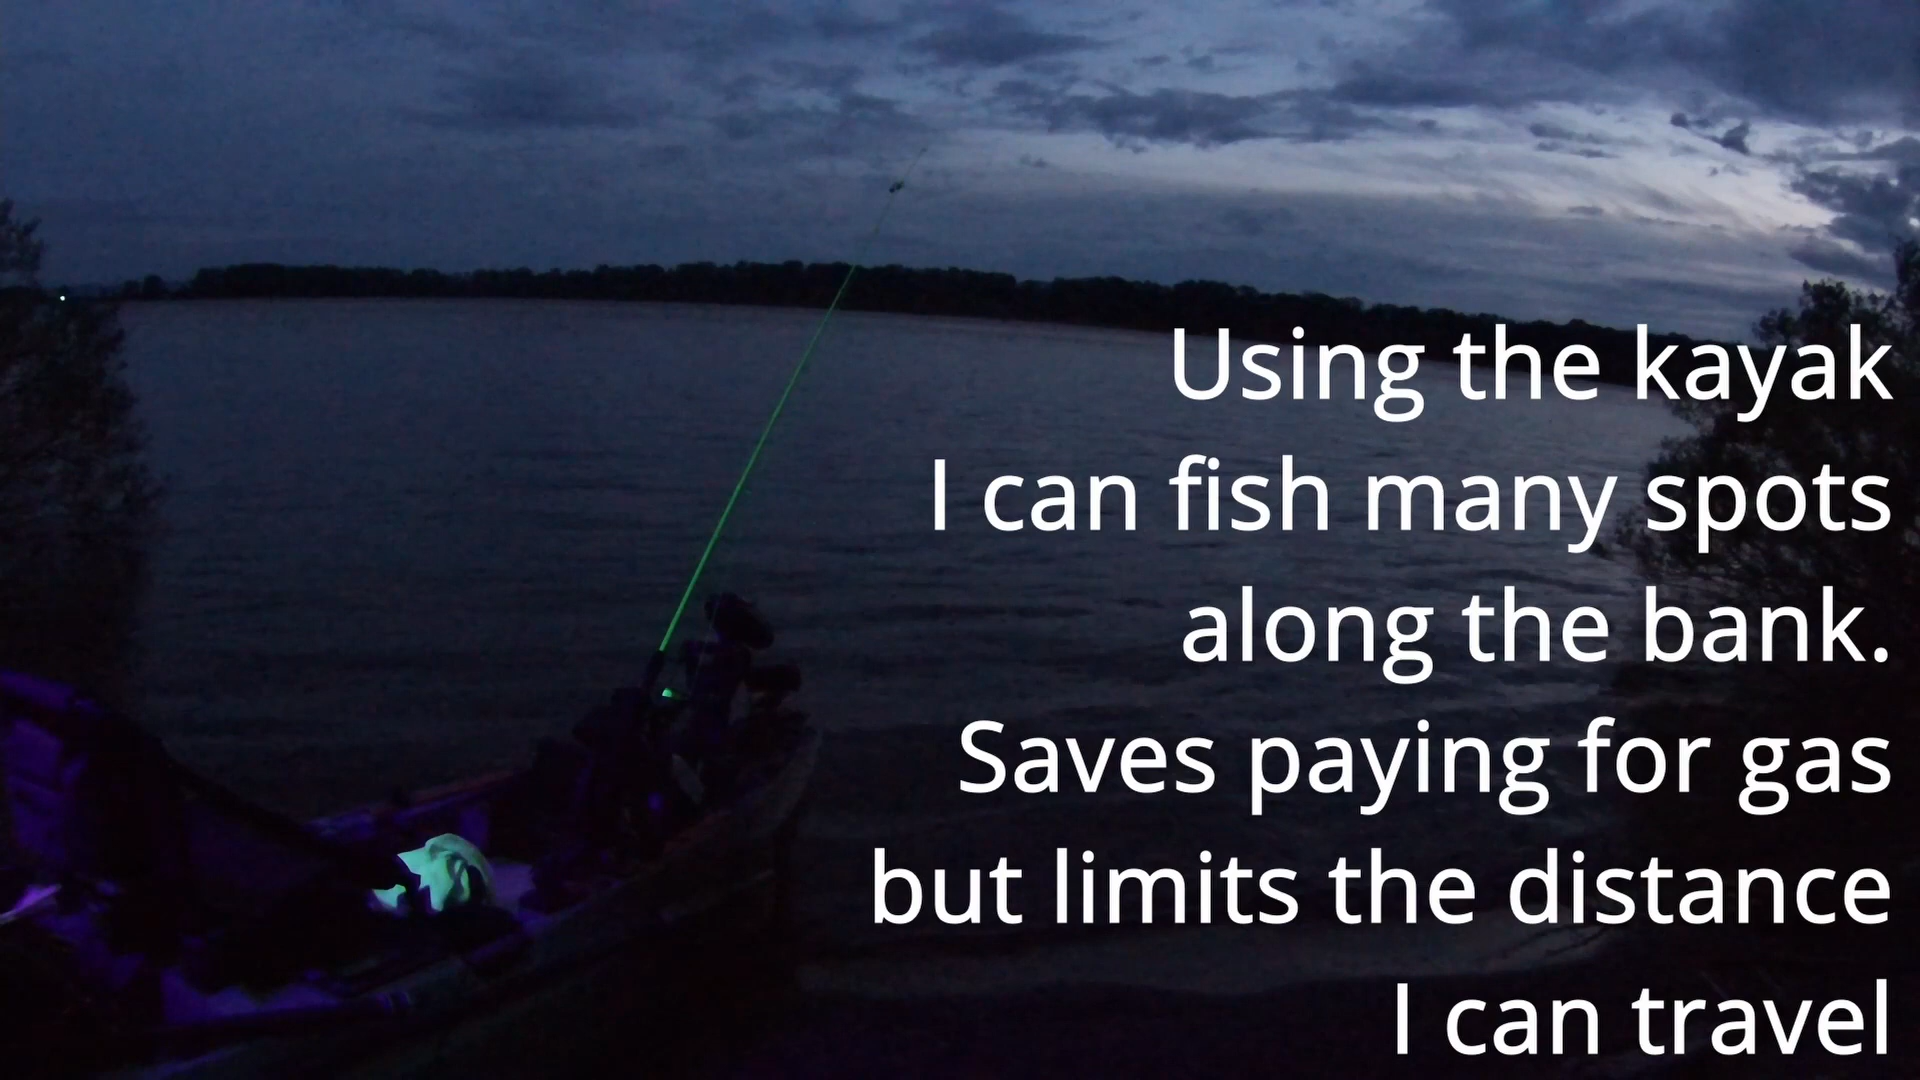 Using the kayak
I can fish many spots
along the bank.
Saves paying for gas
but limits the distance
I can travel